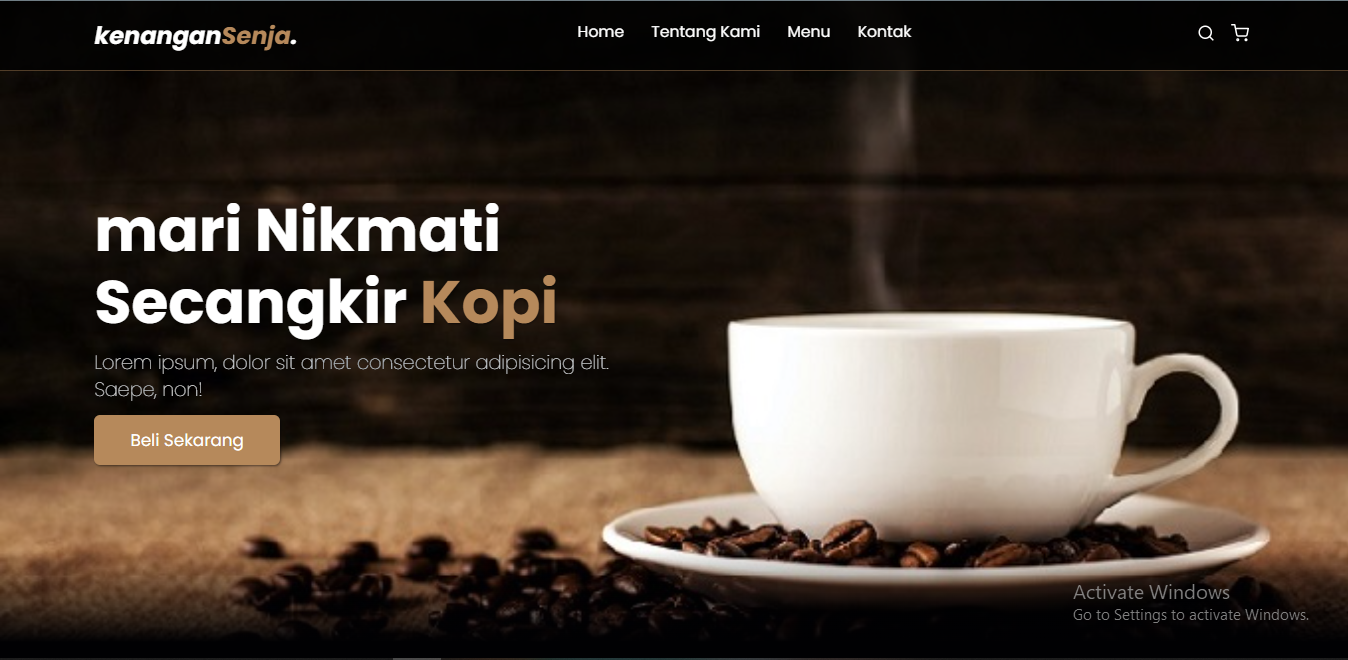 kenanganSenja.
Home Tentang Kami Menu Kontak
mari Nikmati
Secangkir Kopi
Lorem ipsum, dolor sit amet consectetur adipisicing elit.
Saepe, non!
Beli Sekarang
Activate Windows
Go to Settings to activate Windows.